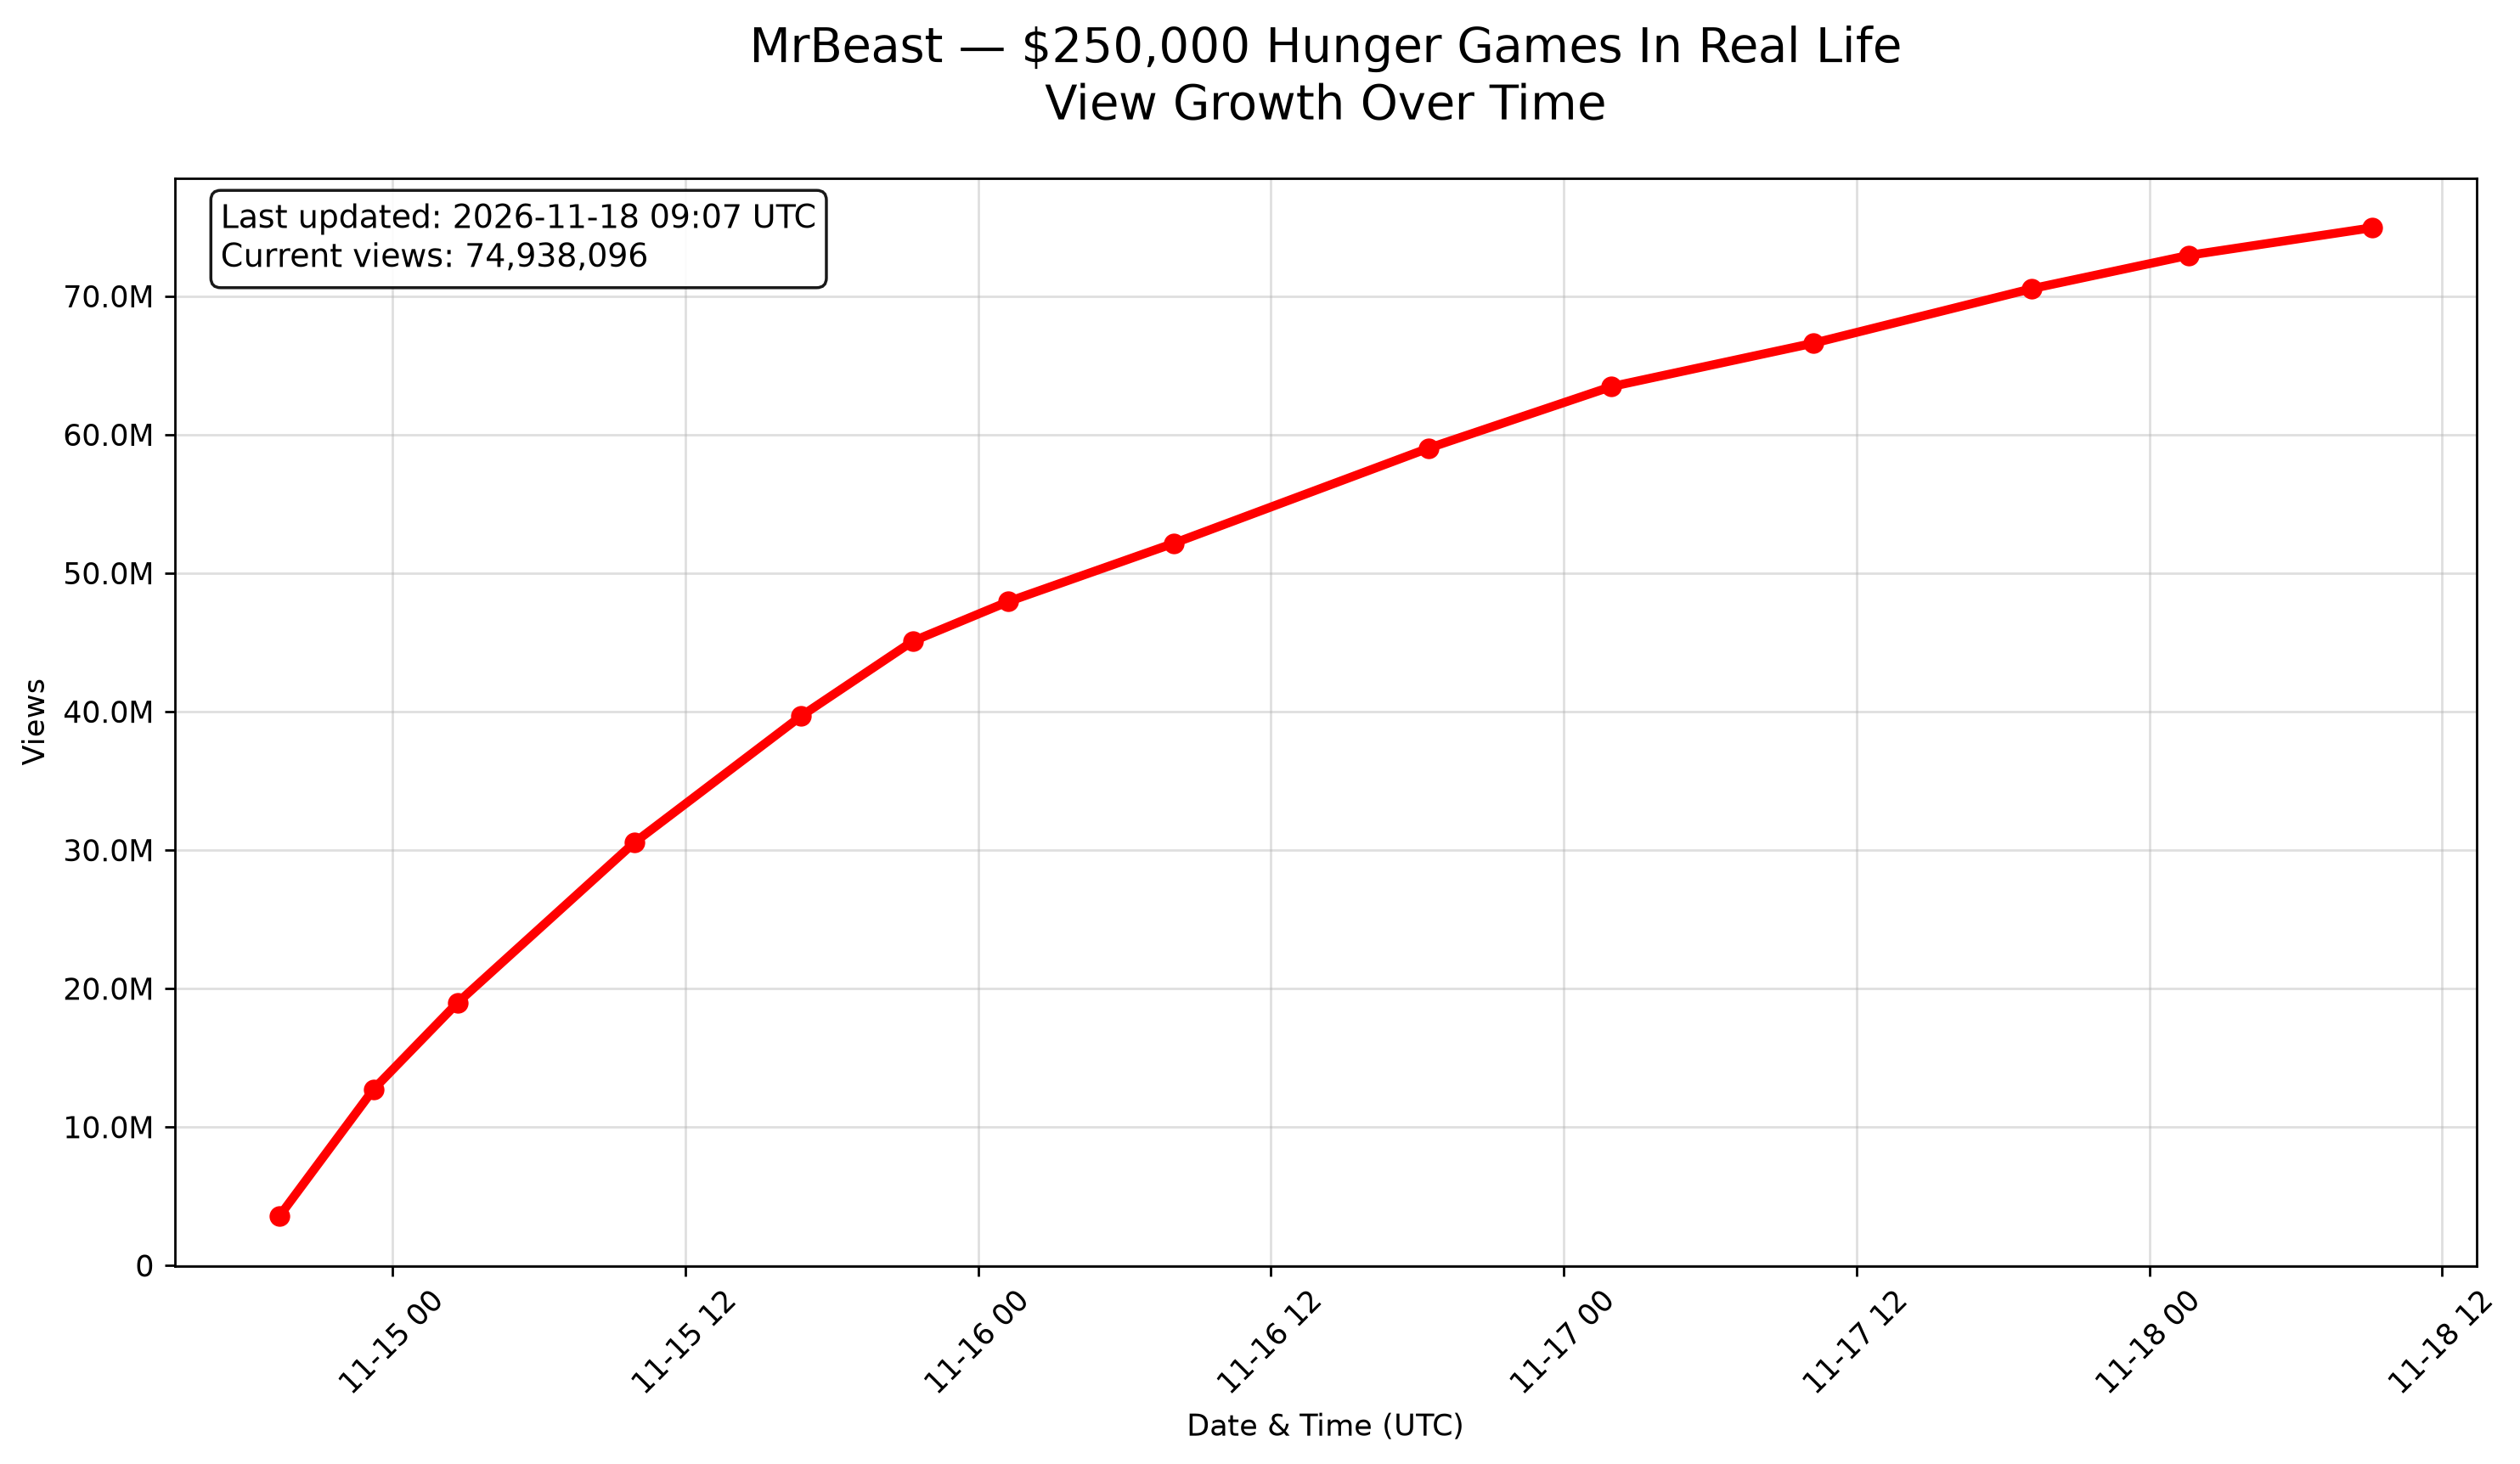 MrBeast — $250,000 Hunger Games In Real Life
View Growth Over Time
Last updated: 2026-11-18 09:07 UTC
Current views: 74,938,096
70.0M
60.0M
50.0M
40.0M
30.0M
20.0M
10.0M
0
Views
11-15 00
11-15 12
11-16 00
11-16 12
11-17 00
11-17 12
11-18 00
11-18 12
Date & Time (UTC)